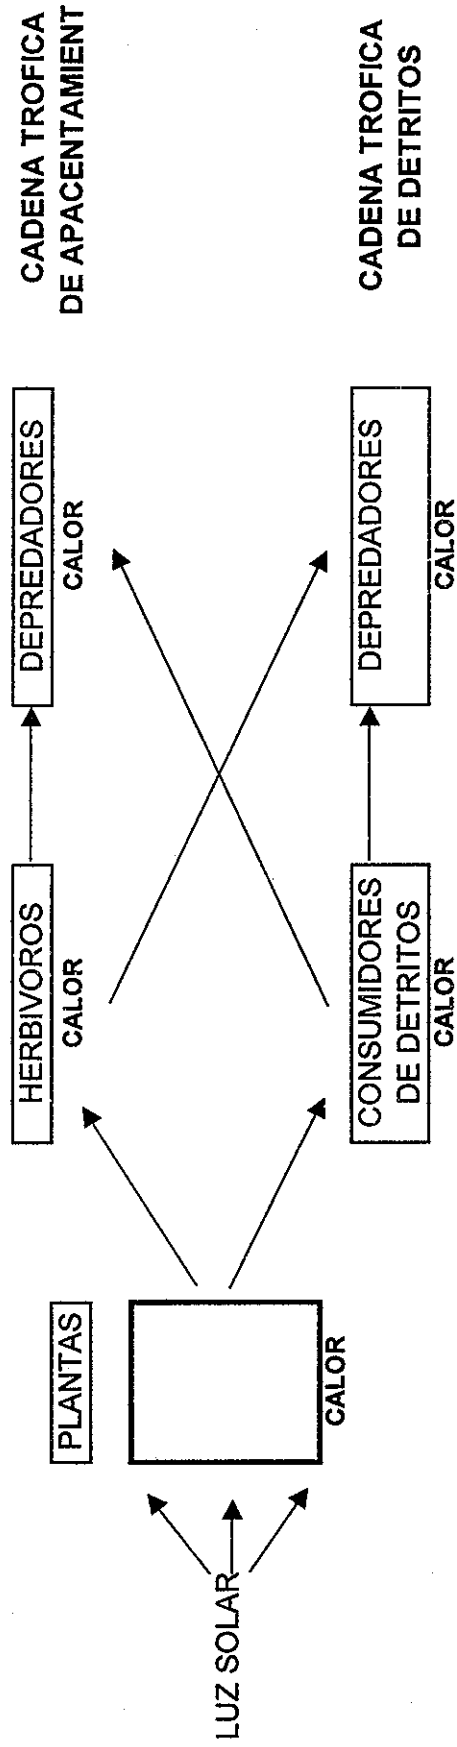 LUZ SOLAR
PLANTAS
CALOR
HERBIVOROS
CALOR
DEPREDADORES
CALOR
CADENA TROFICA
DE APACENTAMIENT
CONSUMIDORES
DE DETRITOS
CALOR
DEPREDADORES
CALOR
CADENA TROFICA
DE DETRITOS